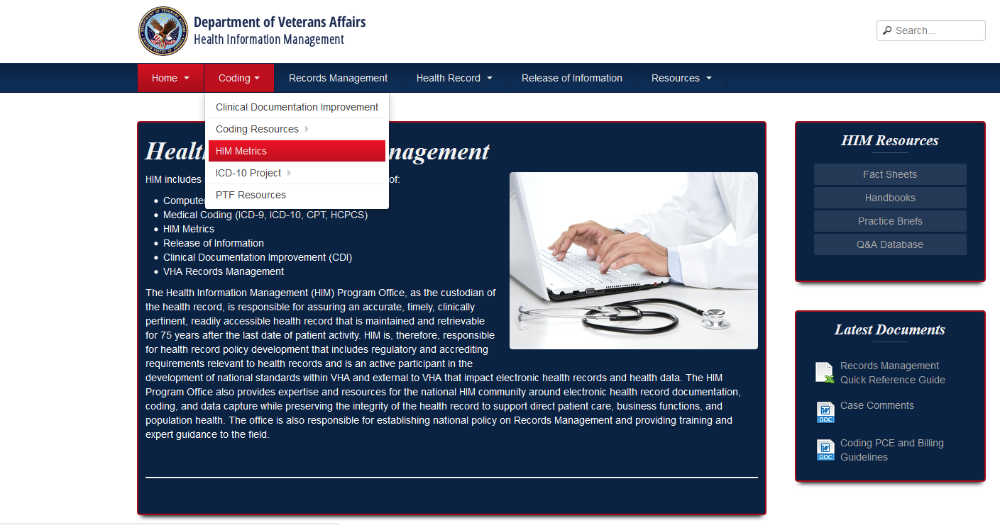 Department of Veterans Affairs
Health Information Management
Search...
Home
Coding
Records Management
Health Record
Release of Information
Resources
Clinical Documentation Improvement
Coding Resources
HIM Metrics
ICD-10 Project
PTF Resources
HIM includes
of:
Medical Coding (ICD-9, ICD-10, CPT, HCPCS)
HIM Metrics
Release of Information
Clinical Documentation Improvement (CDI)
VHA Records Management
The Health Information Management (HIM) Program Office, as the custodian of
the health record, is responsible for assuring an accurate, timely, clinically
pertinent, readily accessible health record that is maintained and retrievable
for 75 years after the last date of patient activity. HIM is, therefore, responsible
for health record policy development that includes regulatory and accrediting
requirements relevant to health records and is an active participant in the
development of national standards within VHA and external to VHA that impact electronic health records and health data. The HIM
Program Office also provides expertise and resources for the national HIM community around electronic health record documentation,
coding, and data capture while preserving the integrity of the health record to support direct patient care, business functions, and
population health. The office is also responsible for establishing national policy on Records Management and providing training and
expert guidance to the field.
HIM Resources
Fact Sheets
Handbooks
Practice Briefs
Q&A Database
Latest Documents
Records Management
Quick Reference Guide
DOC
Case Comments
DOC
Coding PCE and Billing
Guidelines